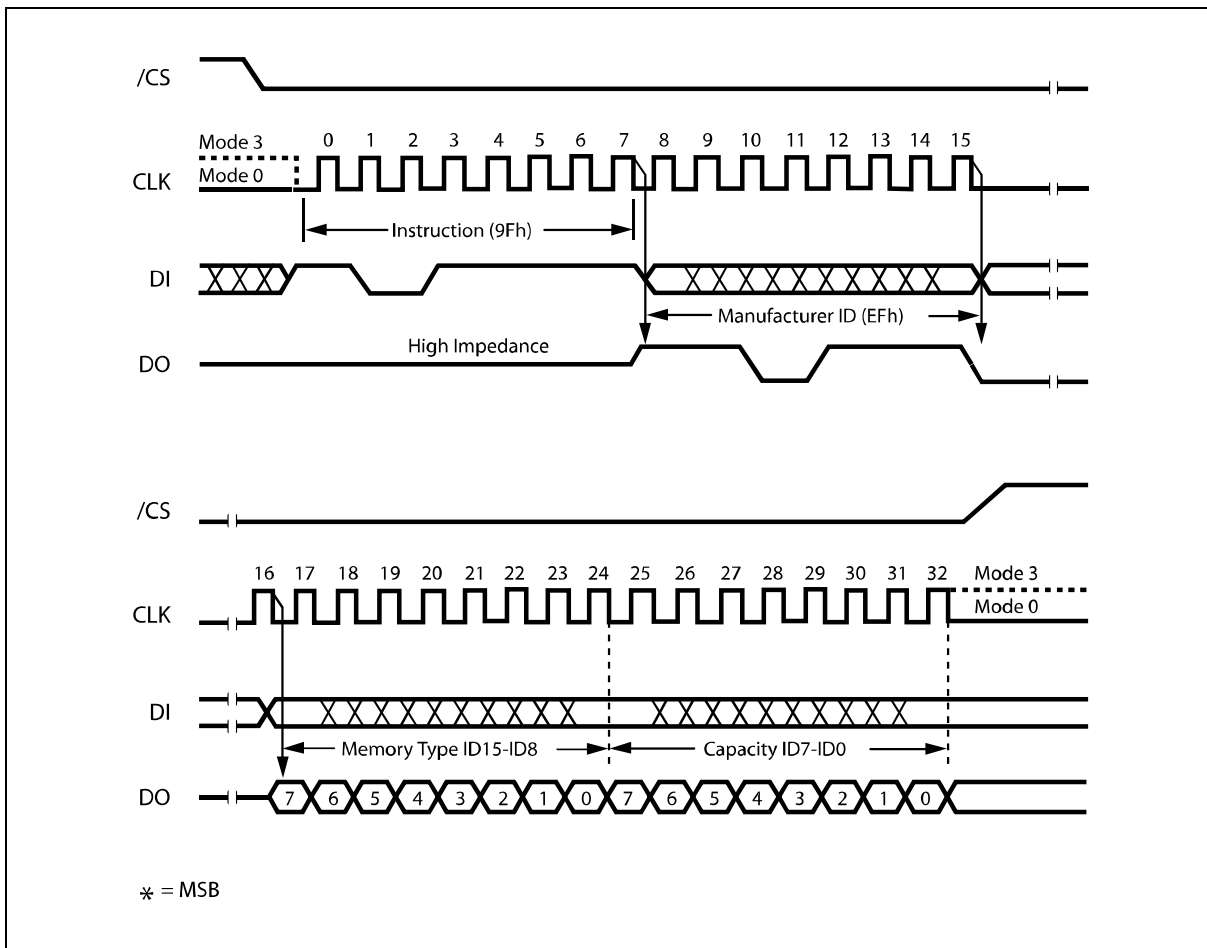 /CS
Mode 3
0 1 2 3 4 5 6 7 8 9 10 11 12 13 14 15
Mode 0
CLK
Instruction (9Fh)
DI
Manufacturer ID (EFh)
High Impedance
DO
/CS
16 17 18 19 20 21 22 23 24 25 26 27 28 29 30 31 32
Mode 3
Mode 0
CLK
DI
Memory Type ID15-ID8
Capacity ID7-ID0
DO
7 6 5 4 3 2 1 0 7 6 5 4 3 2 1 0
* = MSB